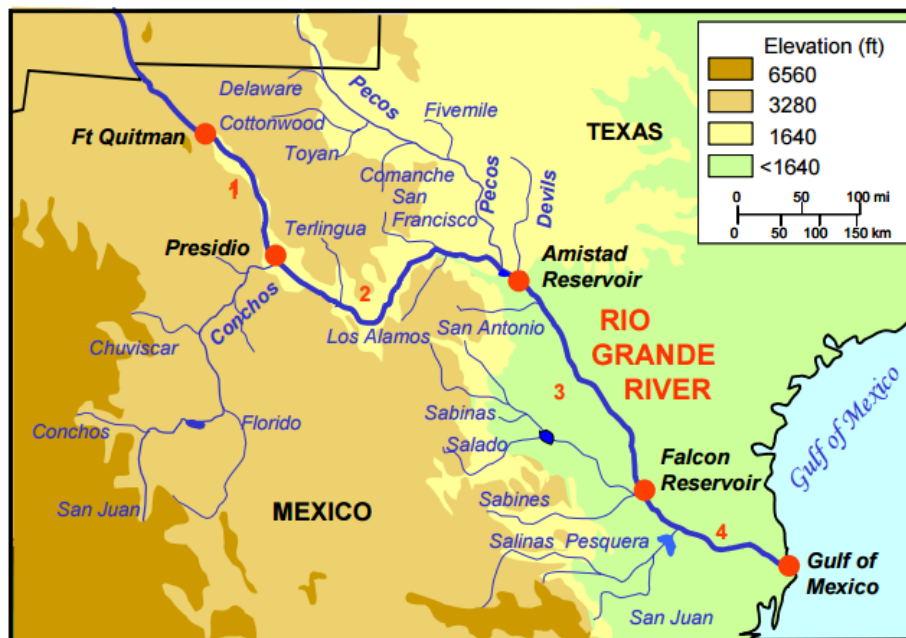 Elevation (ft)
6560
3280
1640
<1640
0 50 100 mi
0 50 100 150 km
Delaware
Pecos
Fivemile
Cottonwood
Ft Quitman
Toyan
TEXAS
Comanche
San
Francisco
Pecos
Devils
1
Terlingua
Presidio
Amistad
Reservoir
2
Conchos
Los Alamos
San Antonio
RIO
GRANDE
RIVER
Chuviscar
3
Gulf of Mexico
Sabinas
Conchos
Florido
Salado
Falcon
Reservoir
San Juan
MEXICO
Sabines
4
Salinas Pesquera
Gulf of
Mexico
San Juan